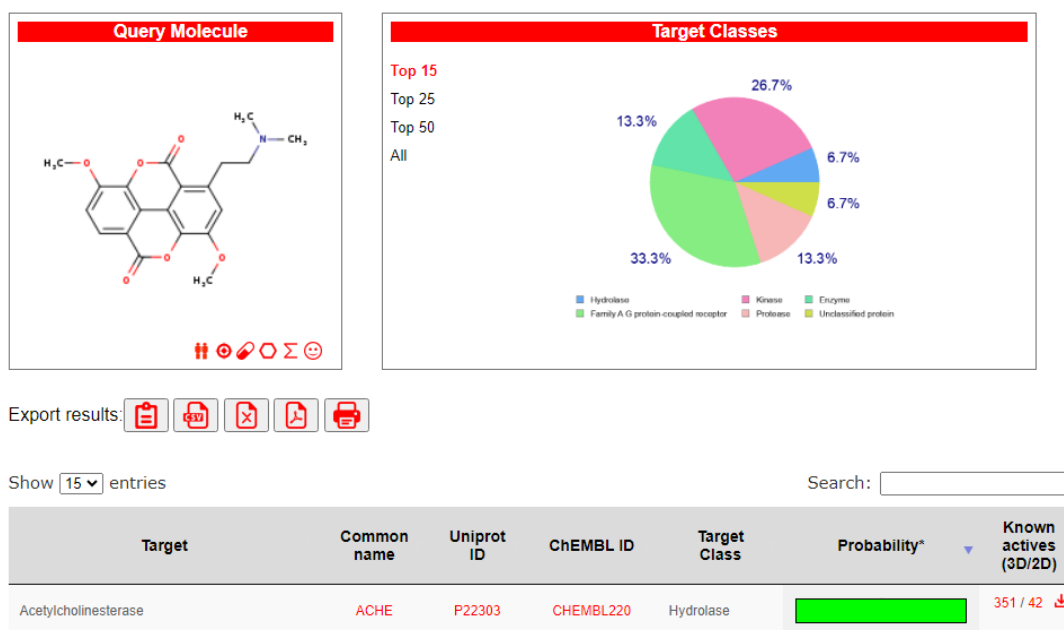 Query Molecule
H₃C
N
CH₃
H₃C
O
O
O
O
O
O
H₃C
Target Classes
Top 15
Top 25
Top 50
All
26.7%
13.3%
6.7%
6.7%
33.3%
13.3%
Hydrolase Kinase Enzyme
Family A G protein-coupled receptor Protease Unclassified protein
Export results:
CSV
Show 15 entries
Search:
Target Common name Uniprot ID ChEMBL ID Target Class Probability* Known actives (3D/2D)
Acetylcholinesterase ACHE P22303 CHEMBL220 Hydrolase 351 / 42